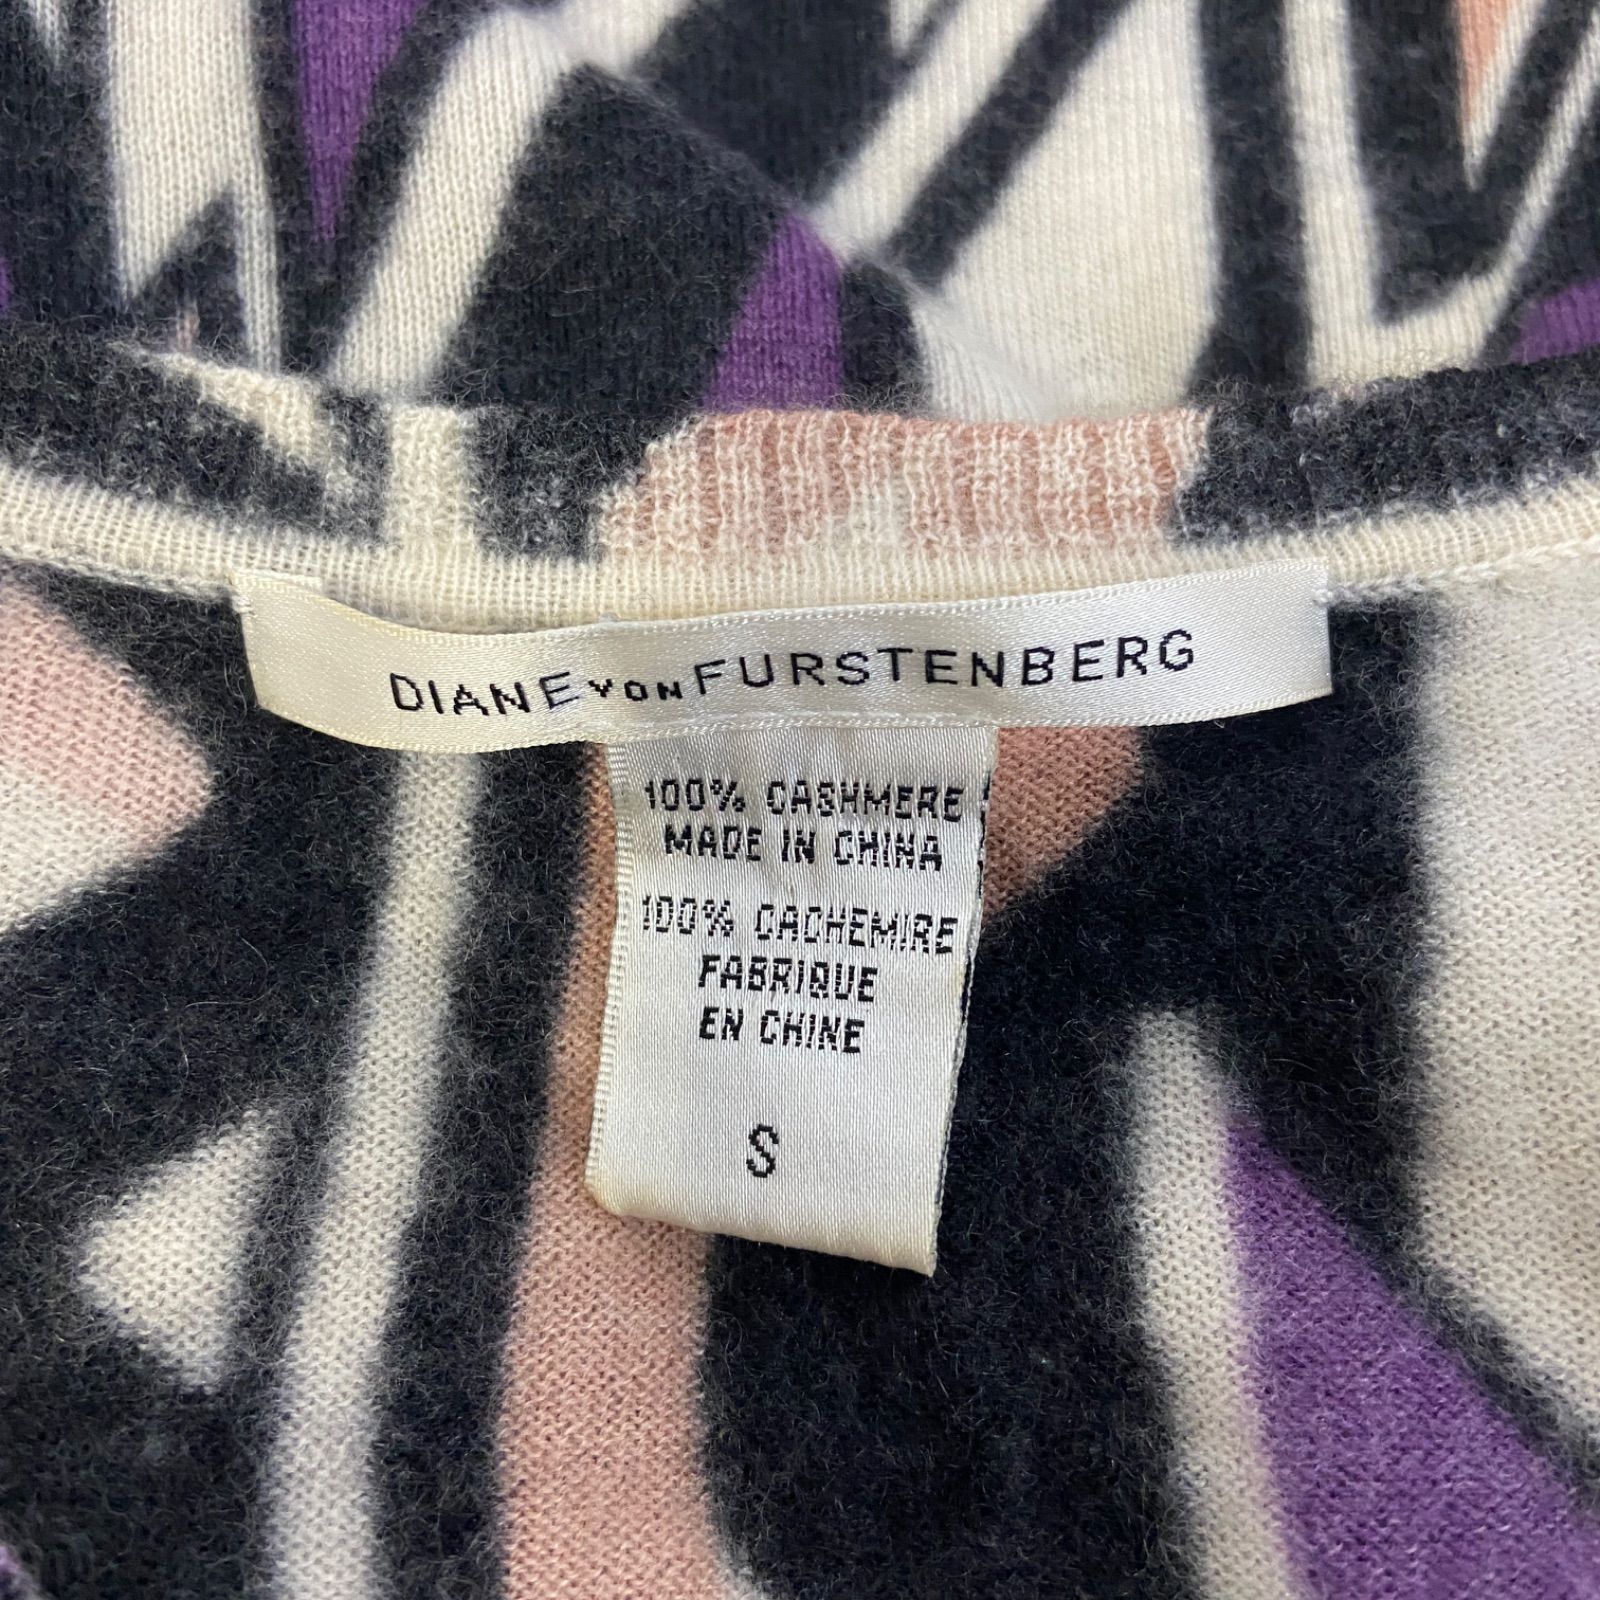 DIANE VON FURSTENBERG
100% CASHMERE
MADE IN CHINA
100% CACHEMIRE
FABRIQUE
EN CHINE
S